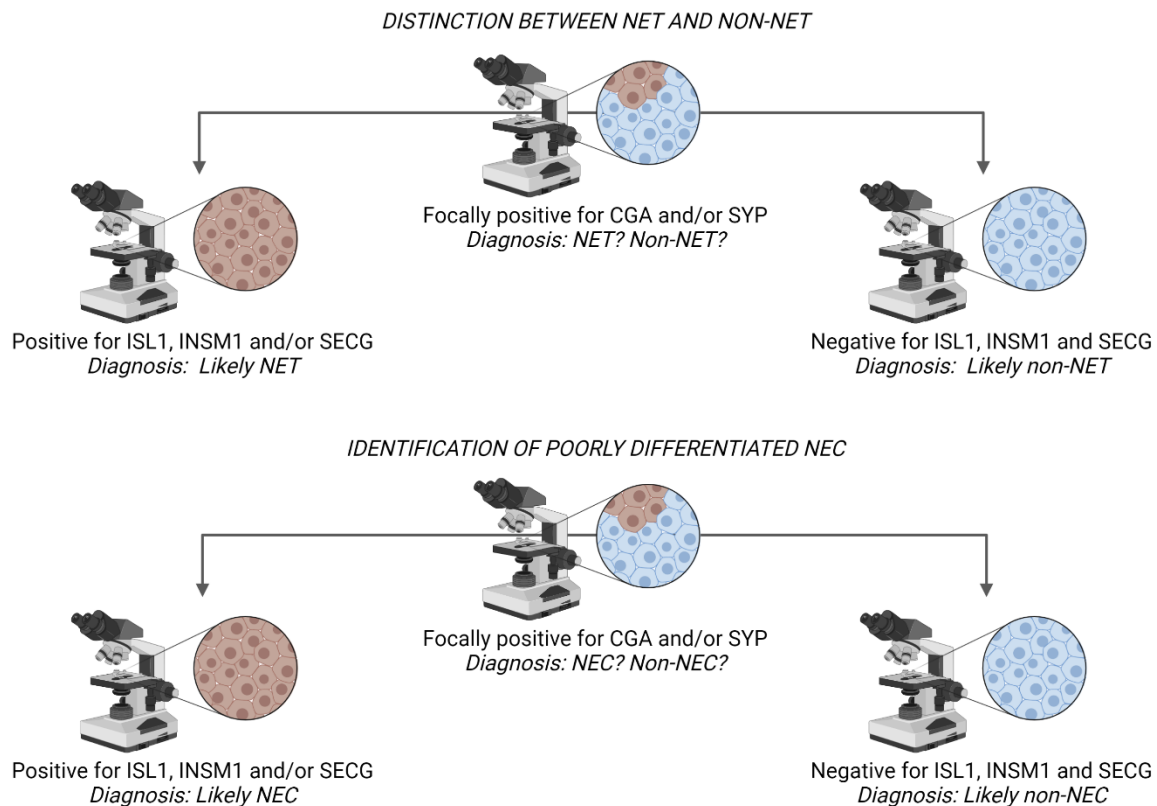 DISTINCTION BETWEEN NET AND NON-NET
Focally positive for CGA and/or SYP
Diagnosis: NET? Non-NET?
Positive for ISL1, INSM1 and/or SECG
Diagnosis: Likely NET
Negative for ISL1, INSM1 and SECG
Diagnosis: Likely non-NET
IDENTIFICATION OF POORLY DIFFERENTIATED NEC
Focally positive for CGA and/or SYP
Diagnosis: NEC? Non-NEC?
Positive for ISL1, INSM1 and/or SECG
Diagnosis: Likely NEC
Negative for ISL1, INSM1 and SECG
Diagnosis: Likely non-NEC